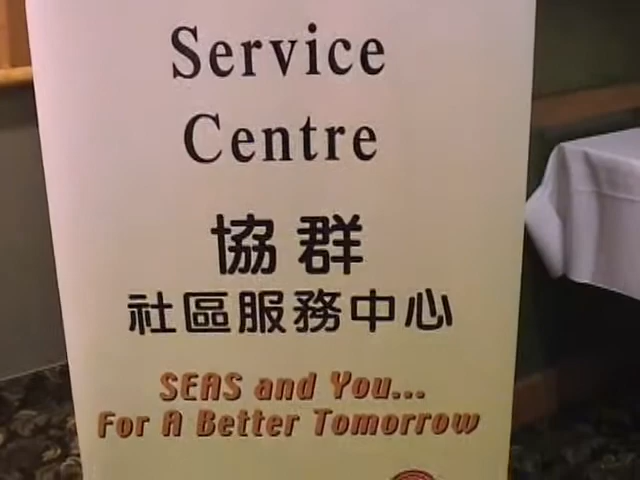 Service
Centre
協群
社區服務中心
SEAS and You...
For A Better Tomorrow